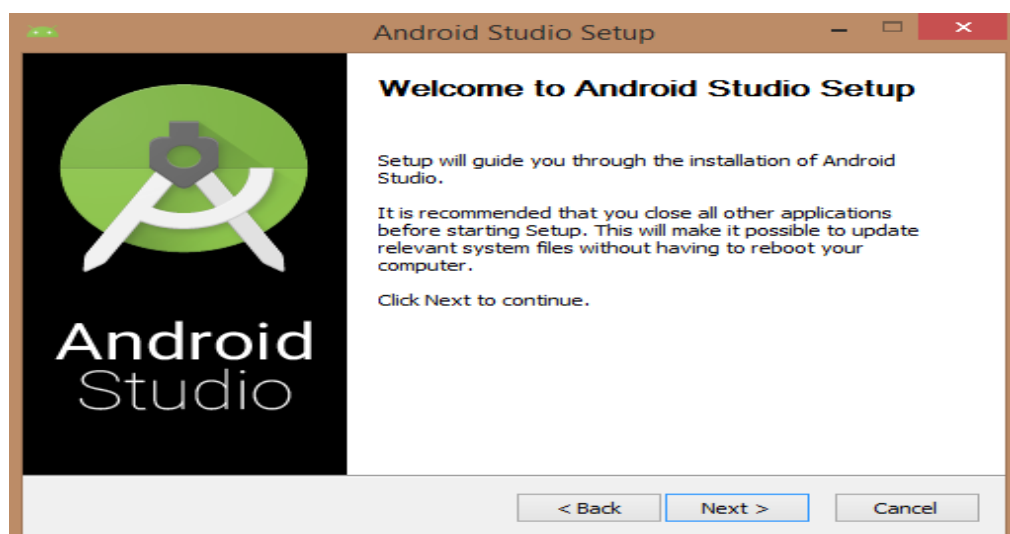 Android Studio Setup
Welcome to Android Studio Setup
Setup will guide you through the installation of Android
Studio.
It is recommended that you close all other applications
before starting Setup. This will make it possible to update
relevant system files without having to reboot your
computer.
Click Next to continue.
Android
Studio
< Back
Next >
Cancel